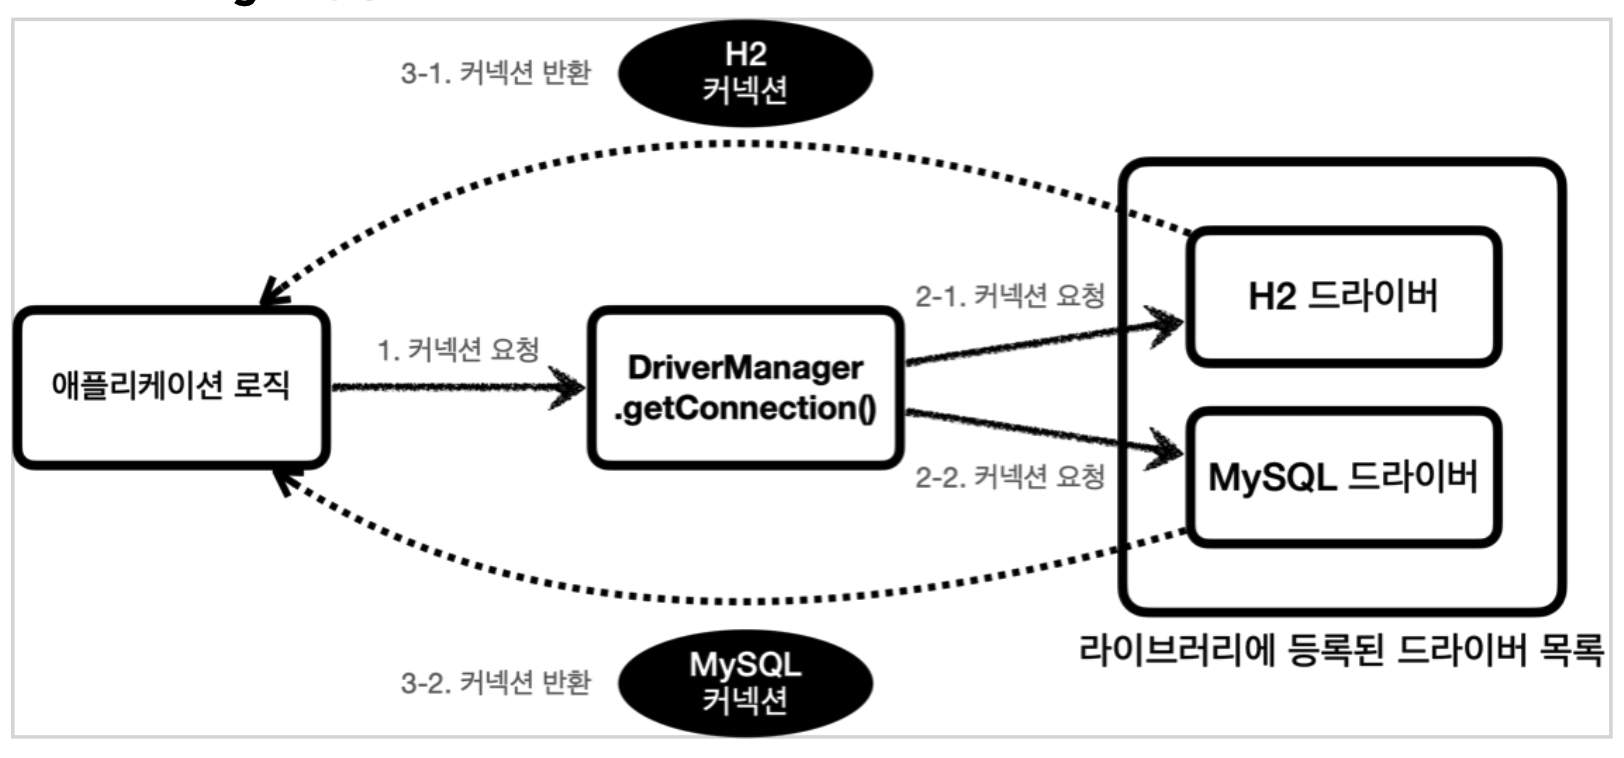 3-1. 커넥션 반환
H2
커넥션
2-1. 커넥션 요청
H2 드라이버
1. 커넥션 요청
애플리케이션 로직
DriverManager
.getConnection()
2-2. 커넥션 요청
MySQL 드라이버
라이브러리에 등록된 드라이버 목록
3-2. 커넥션 반환
MySQL
커넥션